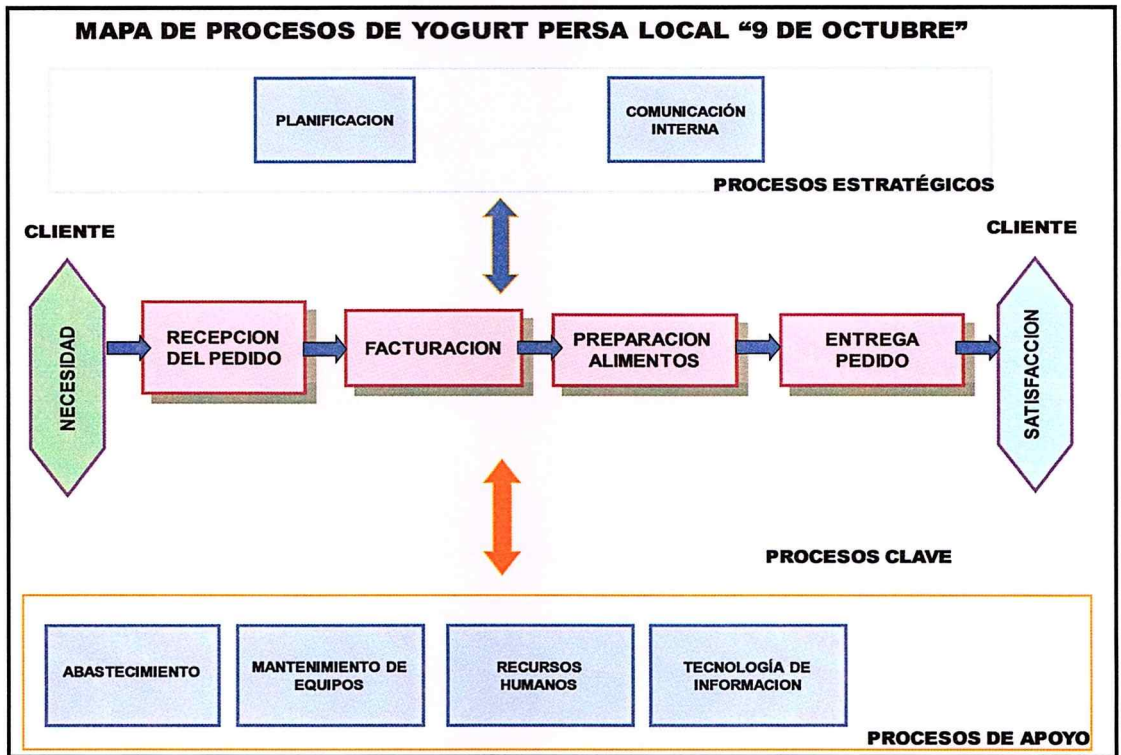 MAPA DE PROCESOS DE YOGURT PERSA LOCAL “9 DE OCTUBRE”
PLANIFICACION
COMUNICACIÓN
INTERNA
PROCESOS ESTRATÉGICOS
CLIENTE
CLIENTE
NECESIDAD
RECEPCION
DEL PEDIDO
FACTURACION
PREPARACION
ALIMENTOS
ENTREGA
PEDIDO
SATISFACCION
PROCESOS CLAVE
ABASTECIMIENTO
MANTENIMIENTO DE
EQUIPOS
RECURSOS
HUMANOS
TECNOLOGÍA DE
INFORMACION
PROCESOS DE APOYO